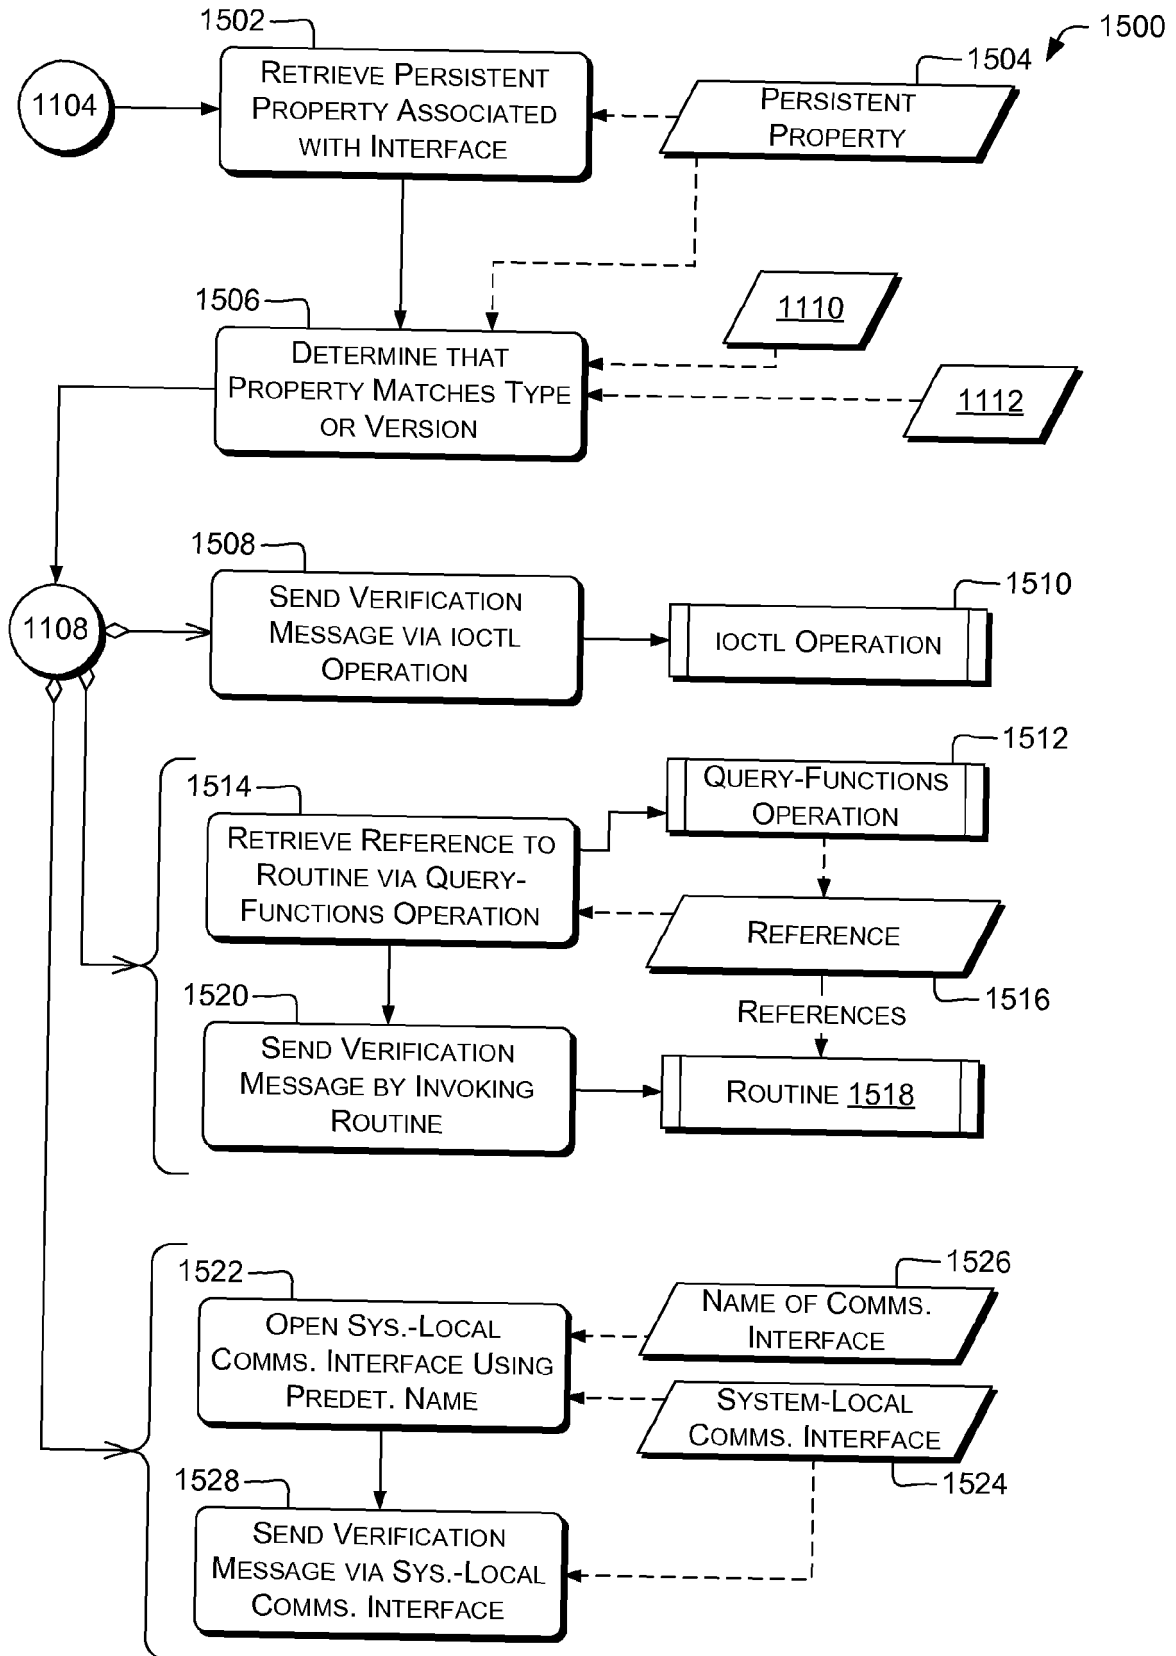 1500
1502
1504
1104
RETRIEVE PERSISTENT
PROPERTY ASSOCIATED
WITH INTERFACE
PERSISTENT
PROPERTY
1506
1110
DETERMINE THAT
PROPERTY MATCHES TYPE
OR VERSION
1112
1508
1510
1108
SEND VERIFICATION
MESSAGE VIA IOCTL
OPERATION
IOCTL OPERATION
1512
1514
QUERY-FUNCTIONS
OPERATION
RETRIEVE REFERENCE TO
ROUTINE VIA QUERY-
FUNCTIONS OPERATION
REFERENCE
1516
1520
REFERENCES
SEND VERIFICATION
MESSAGE BY INVOKING
ROUTINE
ROUTINE 1518
1522
1526
OPEN SYS.-LOCAL
COMMS. INTERFACE USING
PREDET. NAME
NAME OF COMMS.
INTERFACE
SYSTEM-LOCAL
COMMS. INTERFACE
1524
1528
SEND VERIFICATION
MESSAGE VIA SYS.-LOCAL
COMMS. INTERFACE